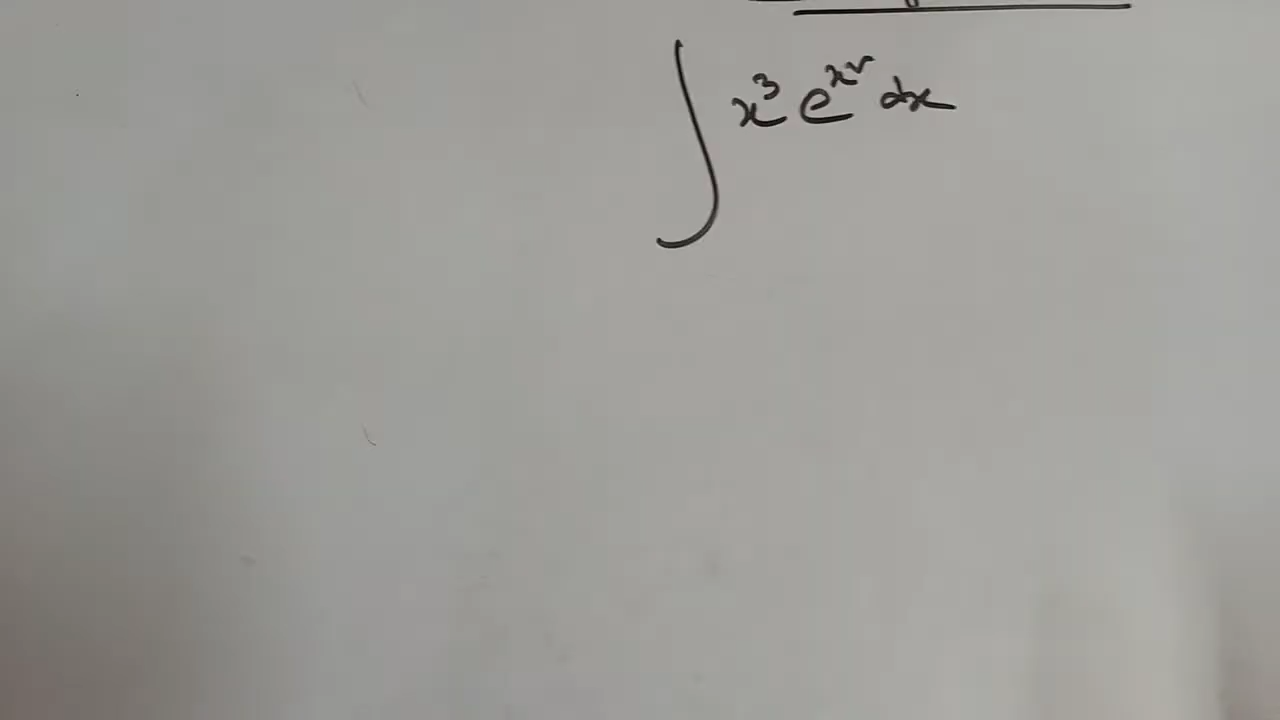 ∫ x³ e^{x²} dx